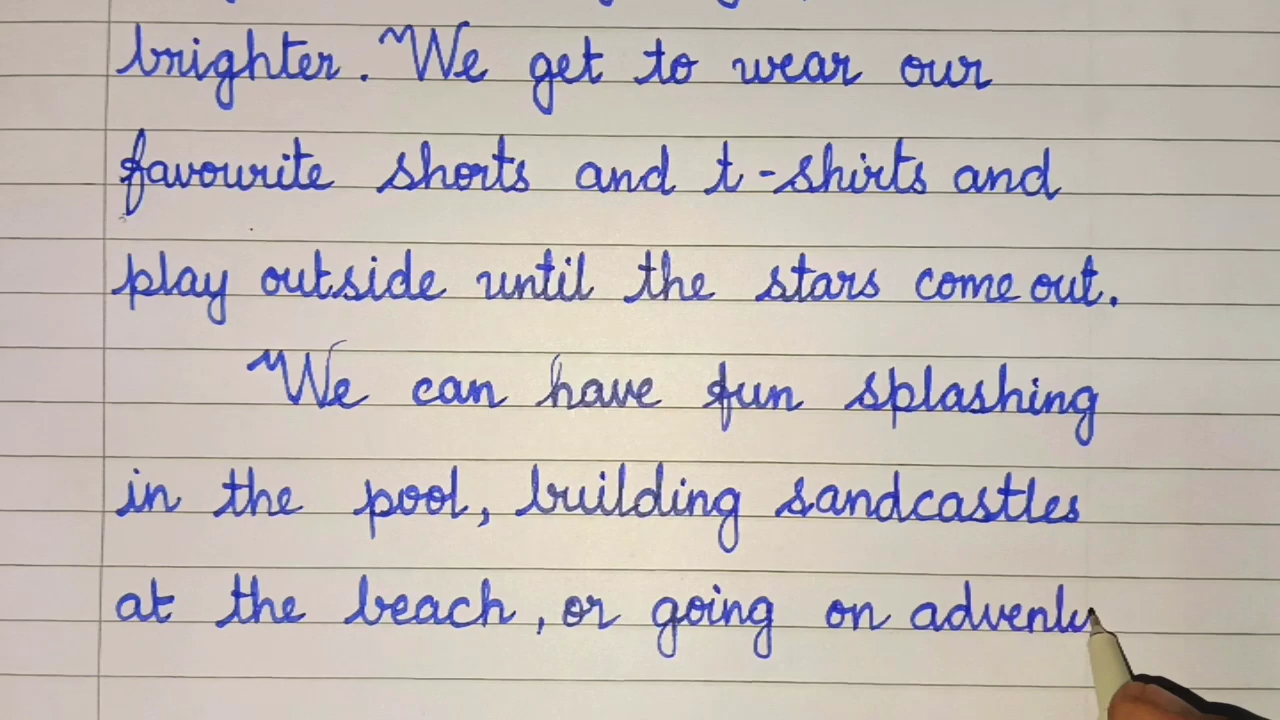 brighter. We get to wear our
favourite shorts and t-shirts and
play outside until the stars come out.
We can have fun splashing
in the pool, building sandcastles
at the beach, or going on